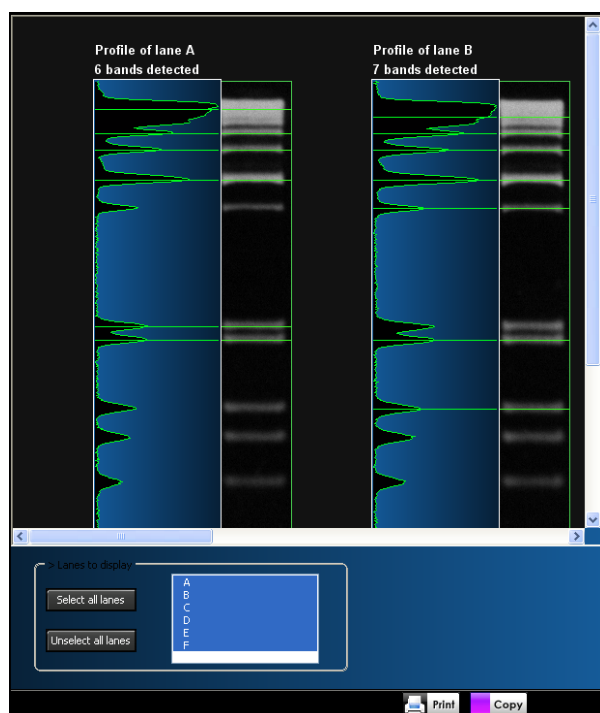 Profile of lane A
6 bands detected
Profile of lane B
7 bands detected
> Lanes to display
Select all lanes
Unselect all lanes
A
B
C
D
E
F
Print
Copy